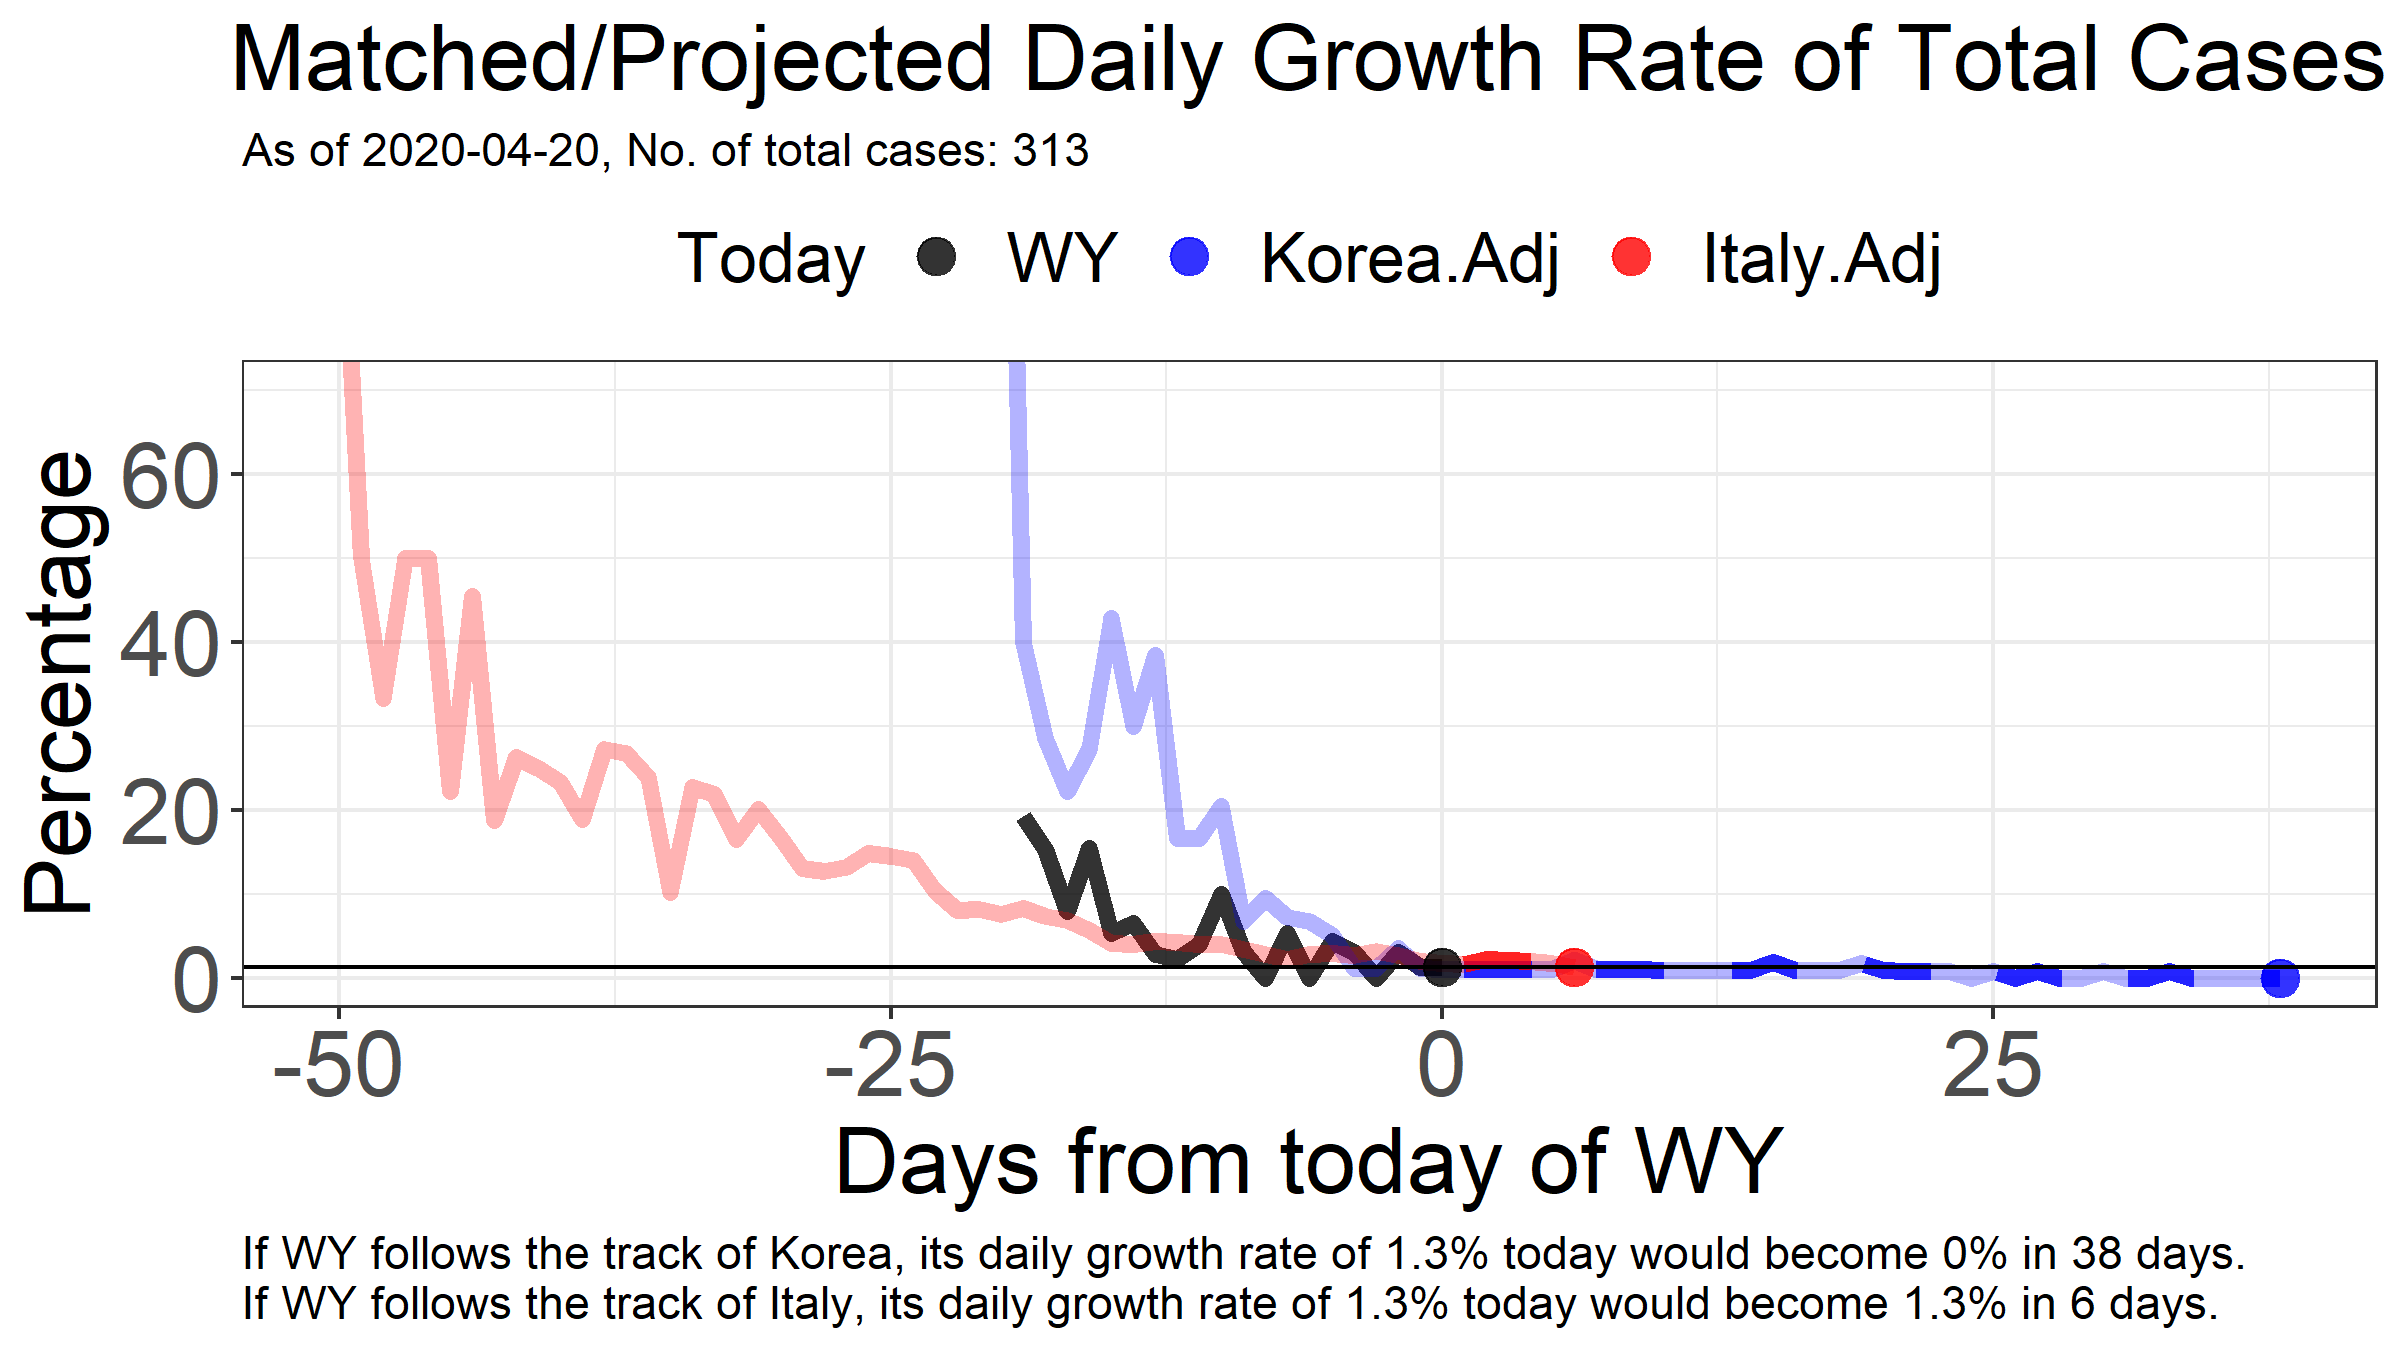 Matched/Projected Daily Growth Rate of Total Cases
As of 2020-04-20, No. of total cases: 313
Today WY Korea.Adj Italy.Adj
Percentage
60
40
20
0
-50 -25 0 25
Days from today of WY
If WY follows the track of Korea, its daily growth rate of 1.3% today would become 0% in 38 days.
If WY follows the track of Italy, its daily growth rate of 1.3% today would become 1.3% in 6 days.